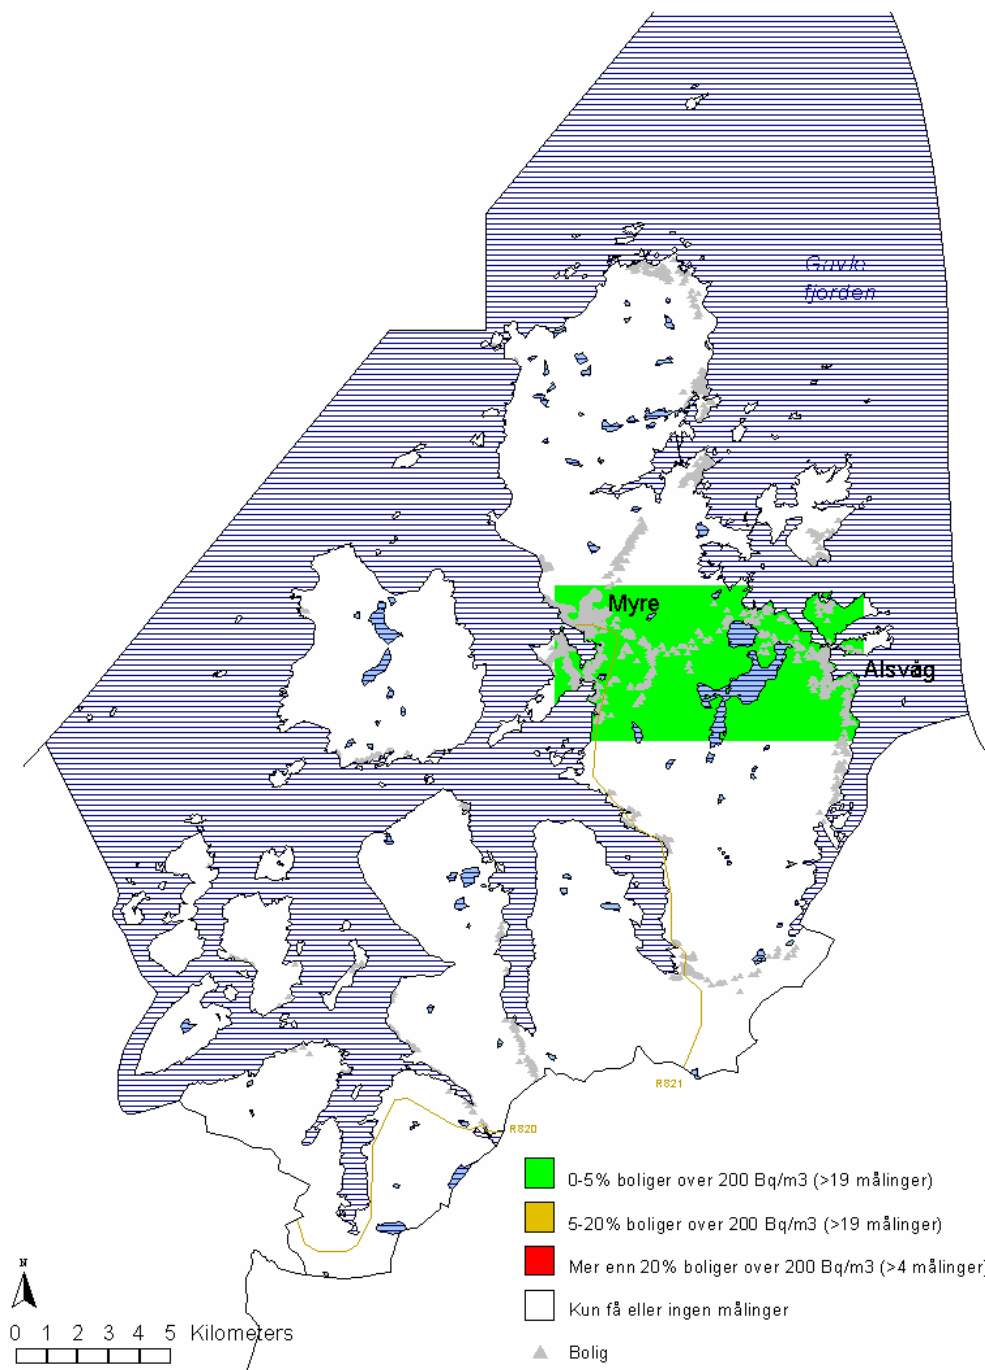 Gavle
fjorden
Myre
Alsvåg
R821
R820
0-5% boliger over 200 Bq/m3 (>19 målinger)
5-20% boliger over 200 Bq/m3 (>19 målinger)
Mer enn 20% boliger over 200 Bq/m3 (>4 målinger)
Kun få eller ingen målinger
Bolig
N
0 1 2 3 4 5 Kilometers